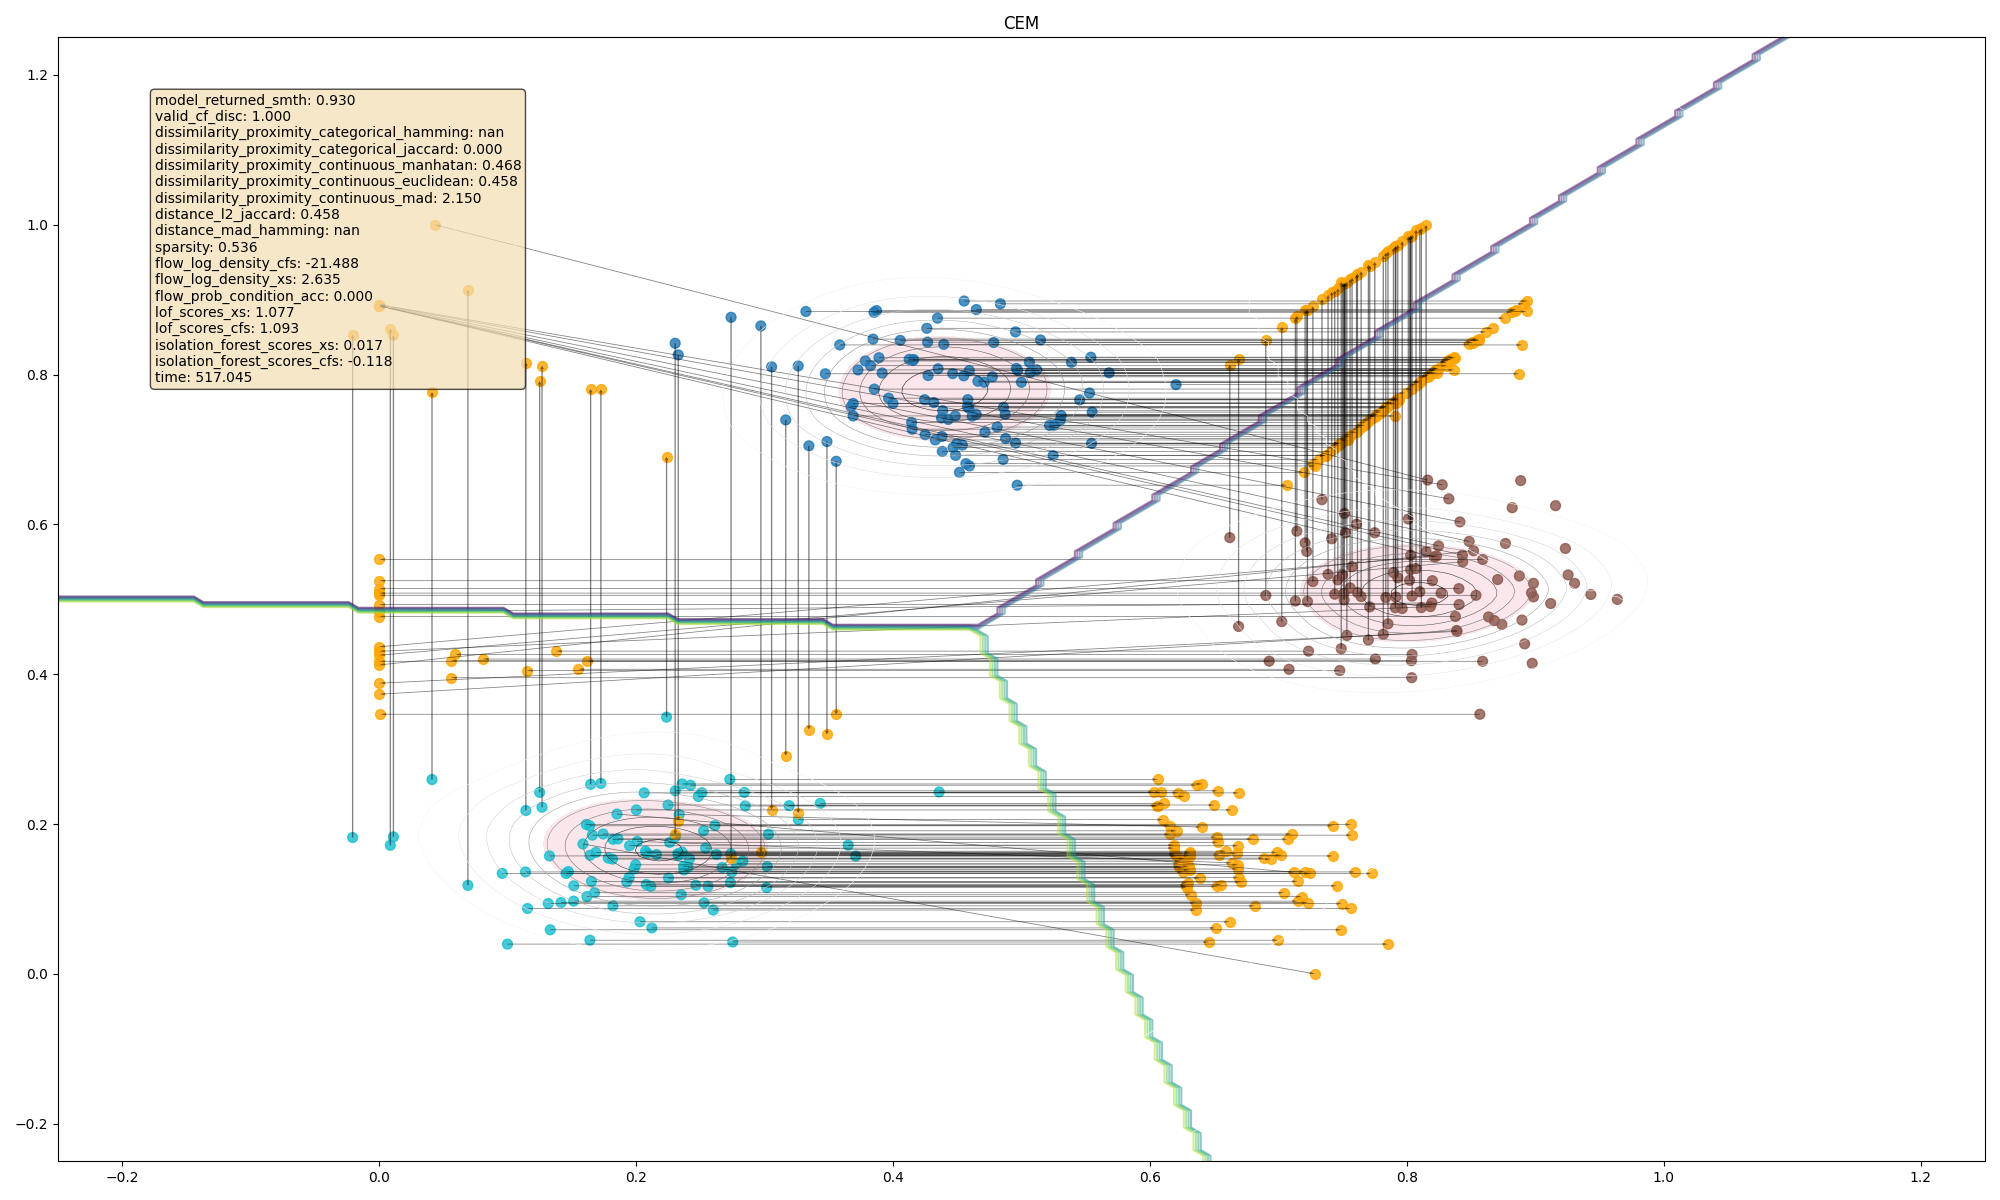 CEM
model_returned_smth: 0.930
valid_cf_disc: 1.000
dissimilarity_proximity_categorical_hamming: nan
dissimilarity_proximity_categorical_jaccard: 0.000
dissimilarity_proximity_continuous_manhatan: 0.468
dissimilarity_proximity_continuous_euclidean: 0.458
dissimilarity_proximity_continuous_mad: 2.150
distance_l2_jaccard: 0.458
distance_mad_hamming: nan
sparsity: 0.536
flow_log_density_cfs: -21.488
flow_log_density_xs: 2.635
flow_prob_condition_acc: 0.000
lof_scores_xs: 1.077
lof_scores_cfs: 1.093
isolation_forest_scores_xs: 0.017
isolation_forest_scores_cfs: -0.118
time: 517.045
1.2
1.0
0.8
0.6
0.4
0.2
0.0
−0.2
−0.2 0.0 0.2 0.4 0.6 0.8 1.0 1.2